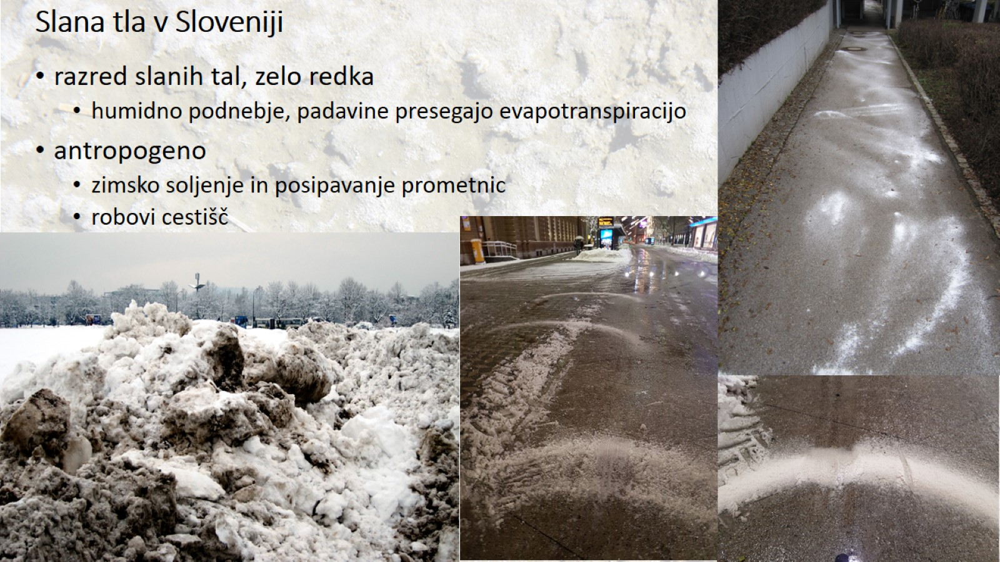 Slana tla v Sloveniji
• razred slanih tal, zelo redka
• humidno podnebje, padavine presegajo evapotranspiracijo
• antropogeno
• zimsko soljenje in posipavanje prometnic
• robovi cestišč